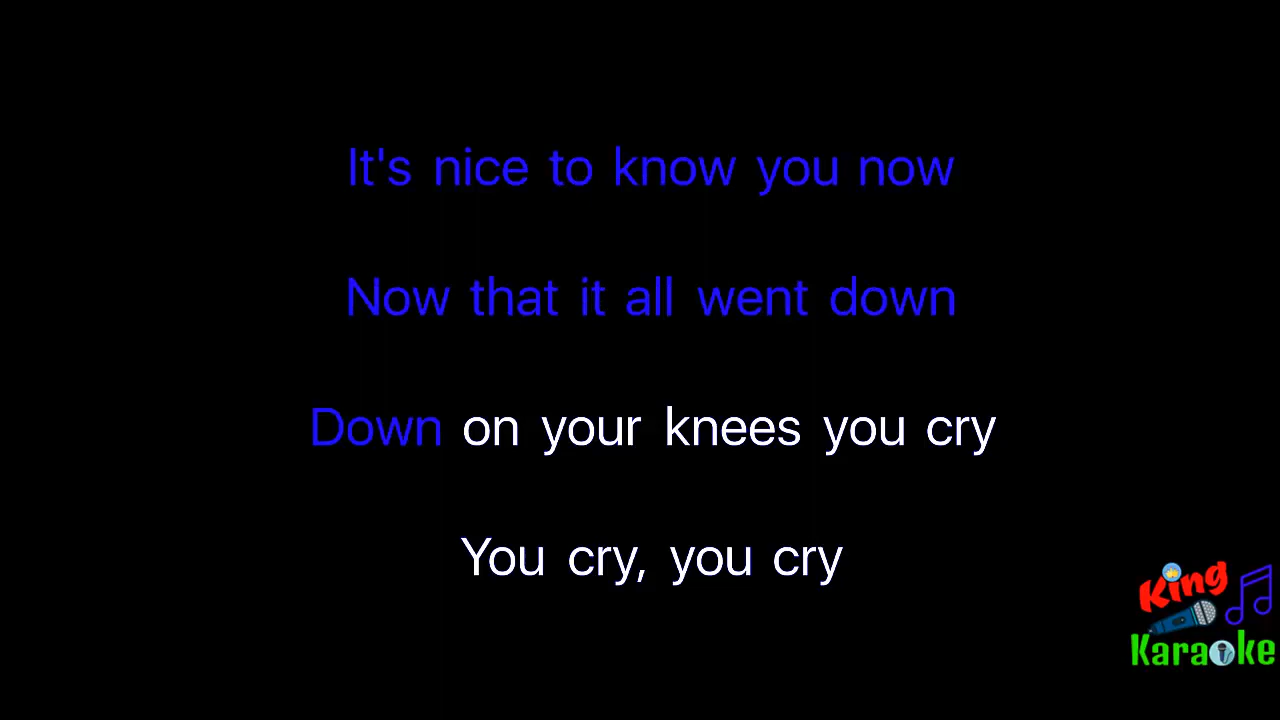 It's nice to know you now
Now that it all went down
Down on your knees you cry
You cry, you cry
King
Karaoke